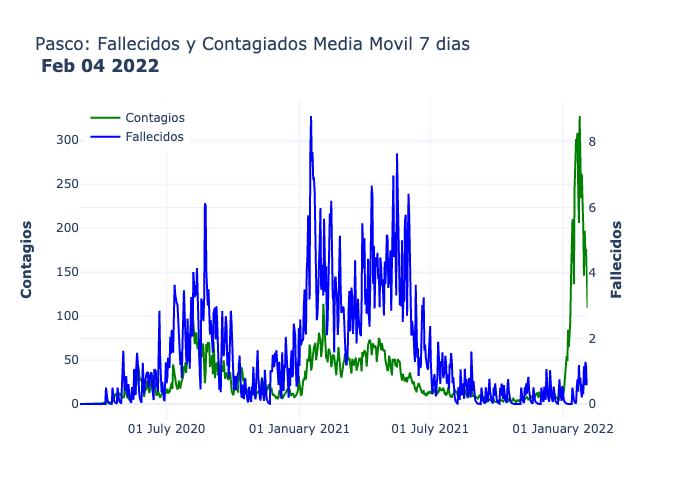 Pasco: Fallecidos y Contagiados Media Movil 7 dias
Feb 04 2022
Contagios
Fallecidos
300
250
200
150
100
50
0
Contagios
8
6
4
2
0
Fallecidos
01 July 2020
01 January 2021
01 July 2021
01 January 2022